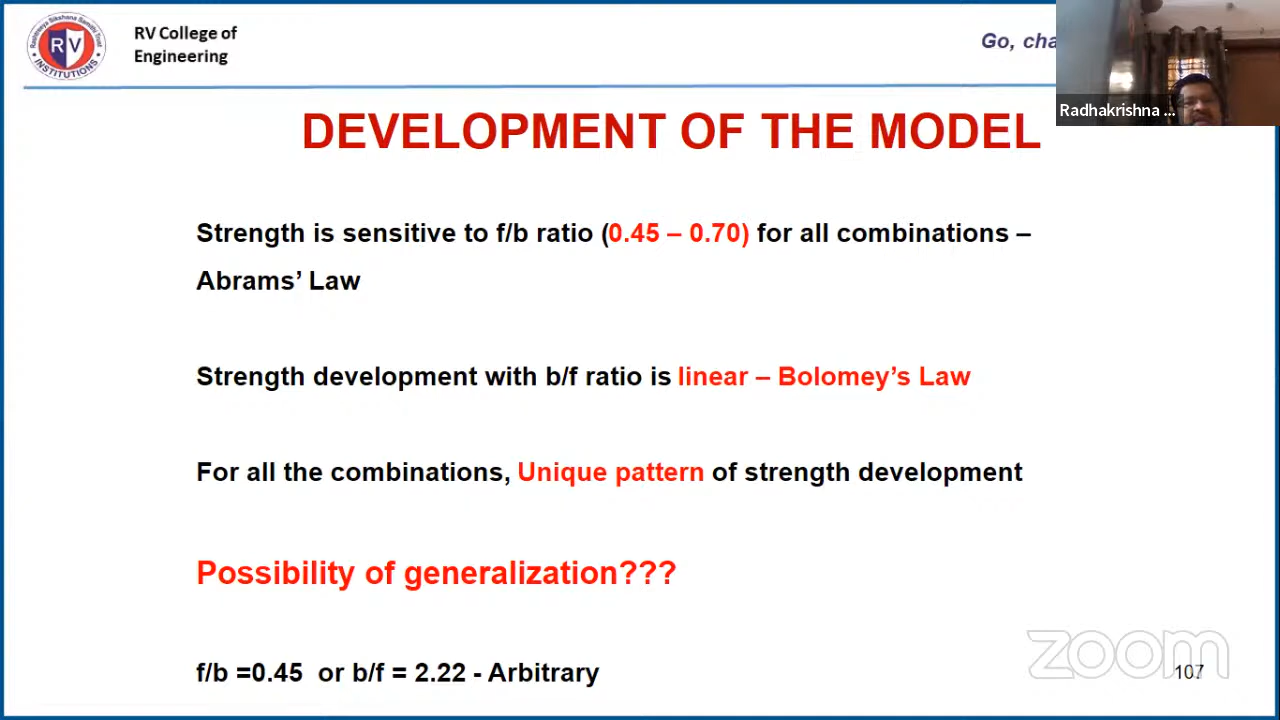 RV College of
Engineering
Go, cha
Radhakrishna ...
RV
INSTITUTIONS
DEVELOPMENT OF THE MODEL
Strength is sensitive to f/b ratio (0.45 – 0.70) for all combinations –
Abrams’ Law
Strength development with b/f ratio is linear – Bolomey’s Law
For all the combinations, Unique pattern of strength development
Possibility of generalization???
f/b =0.45 or b/f = 2.22 - Arbitrary
zoom
107